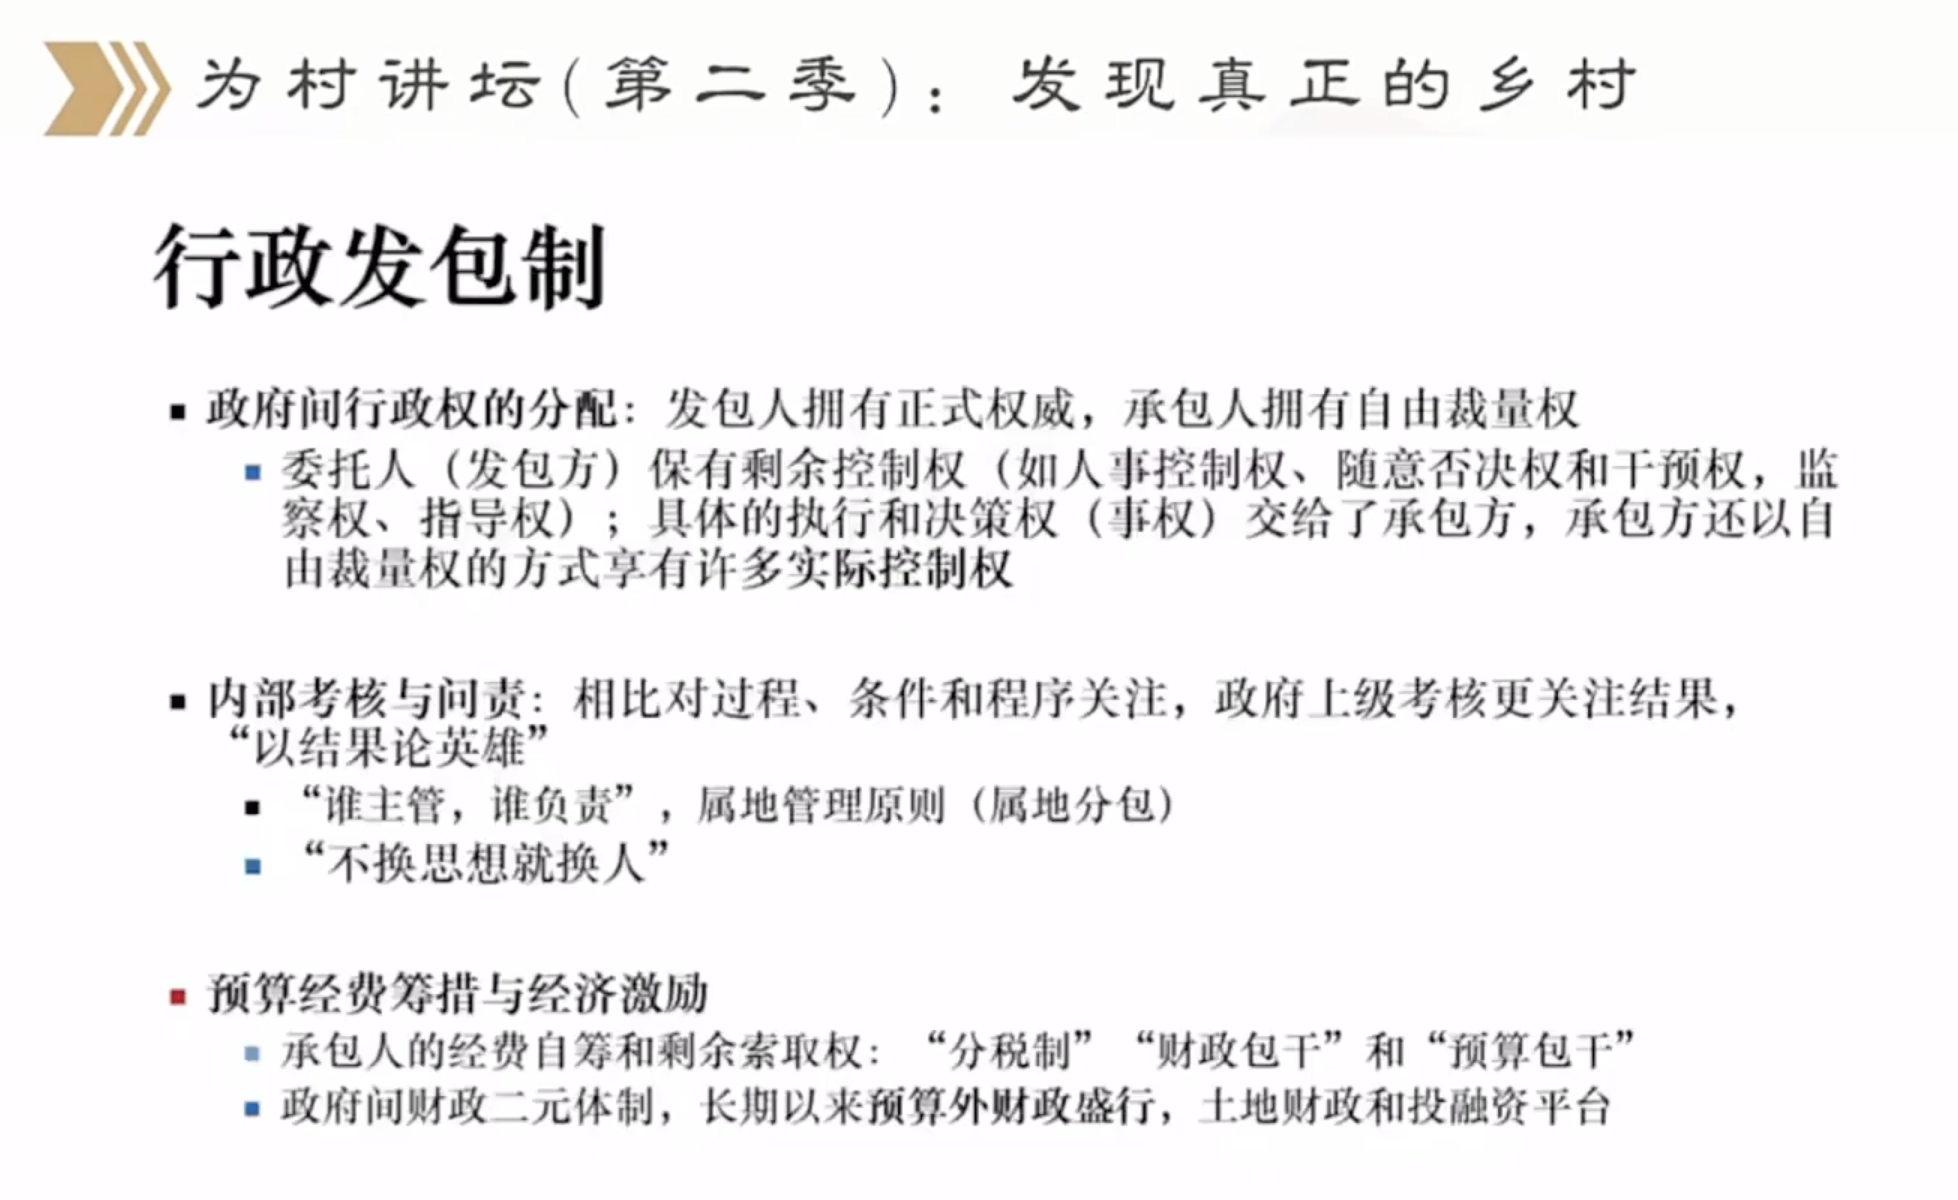 为村讲坛(第二季)：发现真正的乡村
行政发包制
▪ 政府间行政权的分配：发包人拥有正式权威，承包人拥有自由裁量权
▪ 委托人（发包方）保有剩余控制权（如人事控制权、随意否决权和干预权，监
察权、指导权）；具体的执行和决策权（事权）交给了承包方，承包方还以自
由裁量权的方式享有许多实际控制权
▪ 内部考核与问责：相比对过程、条件和程序关注，政府上级考核更关注结果，
“以结果论英雄”
▪ “谁主管，谁负责”，属地管理原则（属地分包）
▪ “不换思想就换人”
▪ 预算经费筹措与经济激励
▪ 承包人的经费自筹和剩余索取权：“分税制”“财政包干”和“预算包干”
▪ 政府间财政二元体制，长期以来预算外财政盛行，土地财政和投融资平台